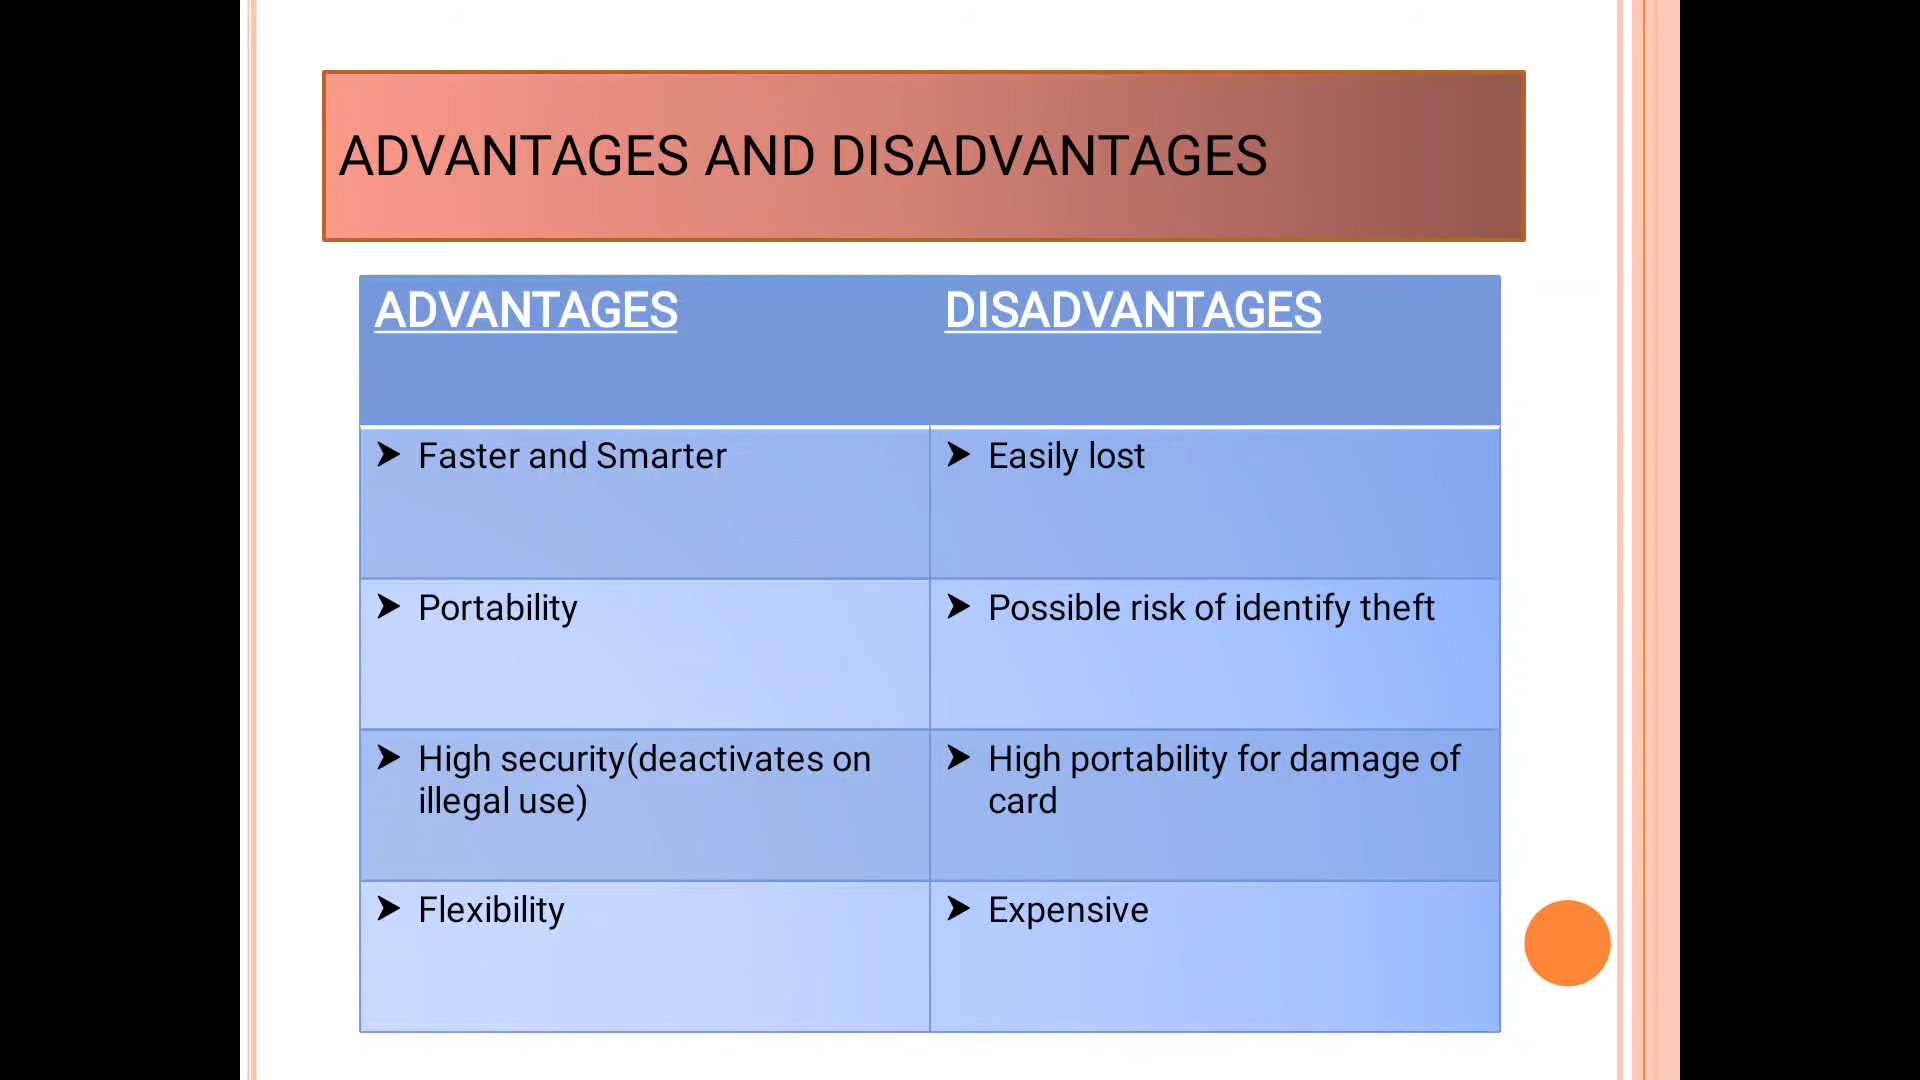 ADVANTAGES AND DISADVANTAGES
ADVANTAGES DISADVANTAGES
➤ Faster and Smarter ➤ Easily lost
➤ Portability ➤ Possible risk of identify theft
➤ High security(deactivates on
illegal use)
➤ High portability for damage of
card
➤ Flexibility ➤ Expensive